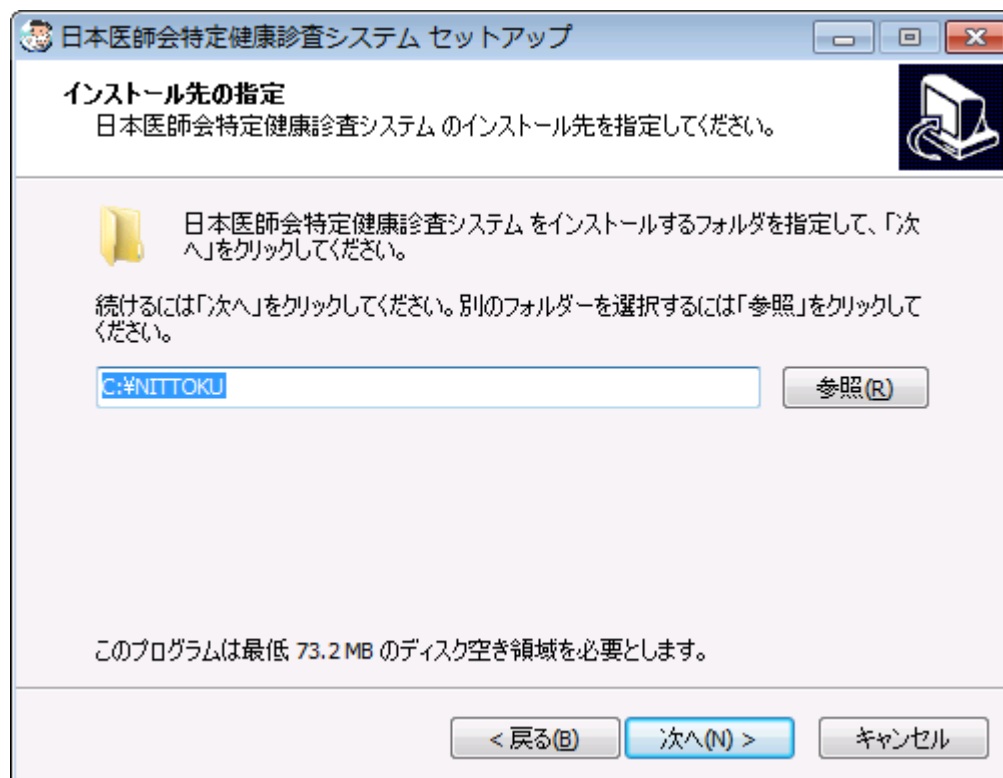 日本医師会特定健康診査システム セットアップ
インストール先の指定
日本医師会特定健康診査システム のインストール先を指定してください。
日本医師会特定健康診査システム をインストールするフォルダを指定して、「次
へ」をクリックしてください。
続けるには「次へ」をクリックしてください。別のフォルダーを選択するには「参照」をクリックして
ください。
C:¥NITTOKU
参照(R)
このプログラムは最低 73.2 MB のディスク空き領域を必要とします。
< 戻る(B)
次へ(N) >
キャンセル